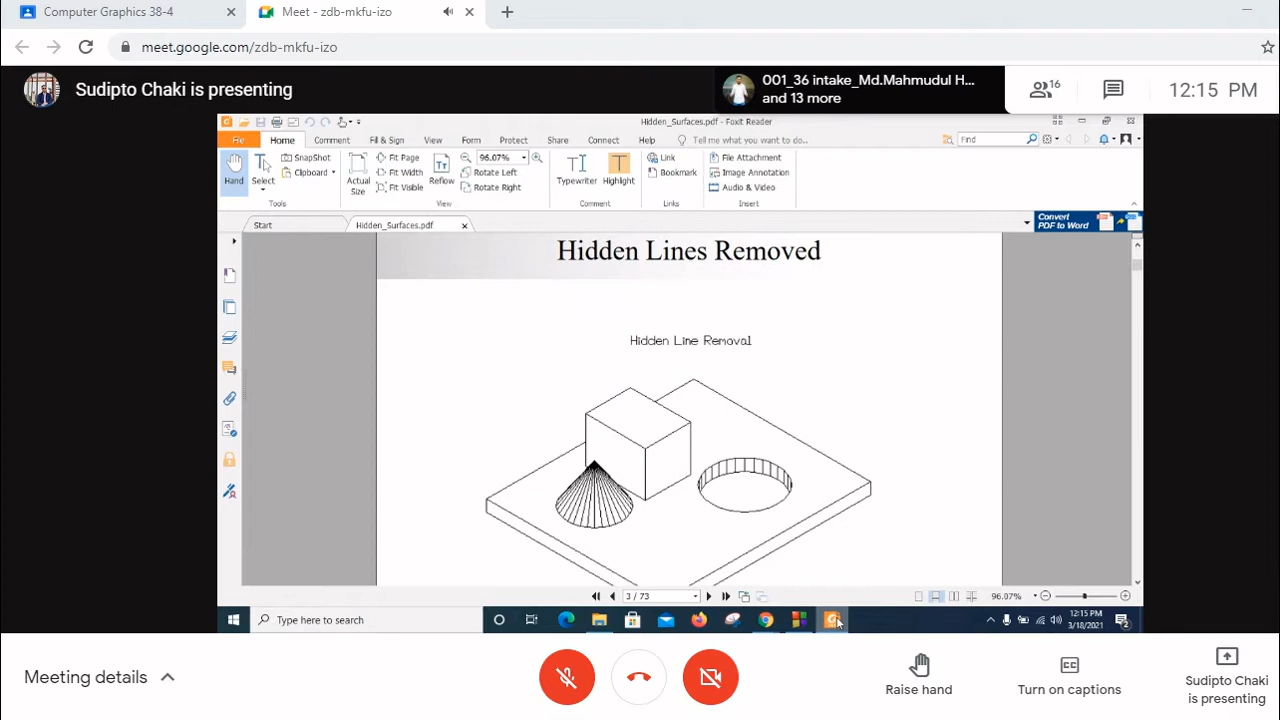 Computer Graphics 38-4
Meet - zdb-mkfu-izo
meet.google.com/zdb-mkfu-izo
Sudipto Chaki is presenting
001_36 intake_Md.Mahmudul H...
and 13 more
16
12:15 PM
Hidden_Surfaces.pdf - Foxit Reader
File Home Comment Fill & Sign View Form Protect Share Connect Help Tell me what you want to do... Find
Hand
Select
SnapShot
Clipboard
Tools
Actual Size
Fit Page
Fit Width
Fit Visible
Reflow
96.07%
Rotate Left
Rotate Right
View
Typewriter
Highlight
Comment
Link
Bookmark
Links
File Attachment
Image Annotation
Audio & Video
Insert
Start
Hidden_Surfaces.pdf
Convert
PDF to Word
Hidden Lines Removed
Hidden Line Removal
3 / 73
96.07%
Type here to search
12:15 PM
3/18/2021
2
Meeting details
Raise hand
Turn on captions
Sudipto Chaki
is presenting